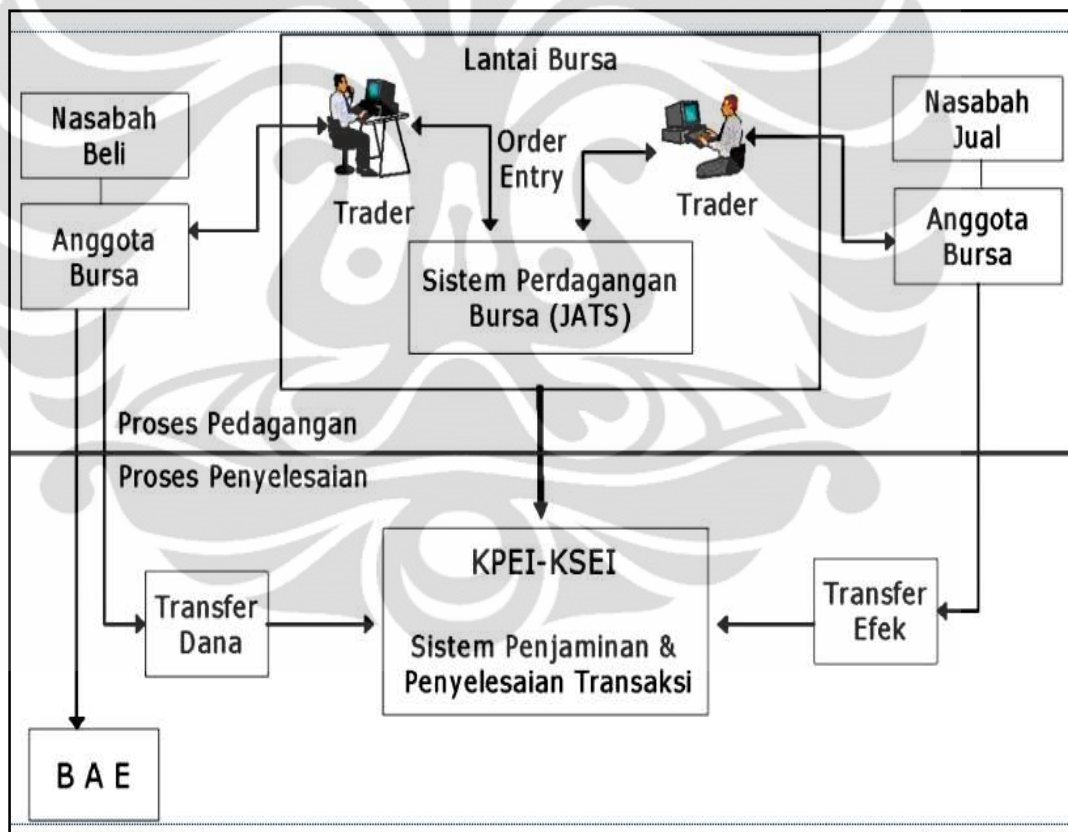 Lantai Bursa
Nasabah
Beli
Anggota
Bursa
Trader
Order
Entry
Trader
Nasabah
Jual
Anggota
Bursa
Sistem Perdagangan
Bursa (JATS)
Proses Pedagangan
Proses Penyelesaian
Transfer
Dana
KPEI-KSEI
Sistem Penjaminan &
Penyelesaian Transaksi
Transfer
Efek
B A E